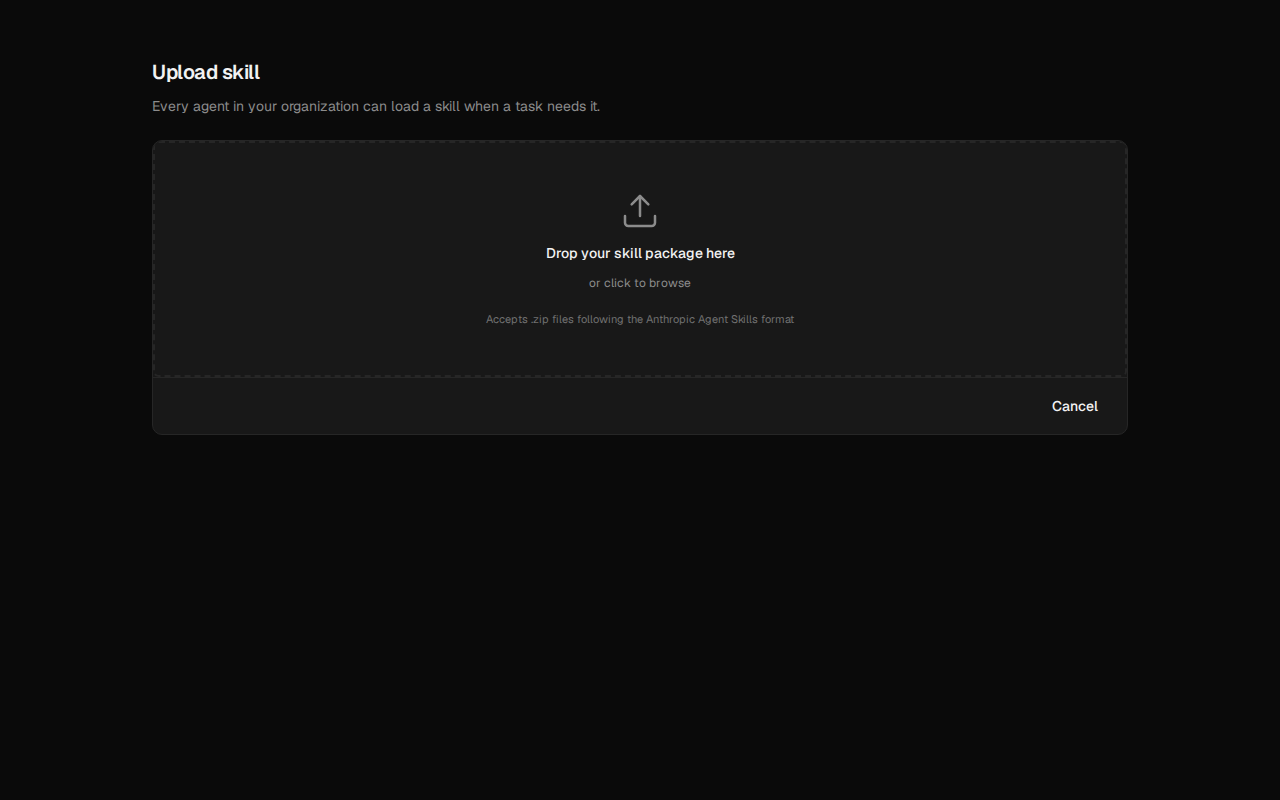 Upload skill
Every agent in your organization can load a skill when a task needs it.
Drop your skill package here
or click to browse
Accepts .zip files following the Anthropic Agent Skills format
Cancel